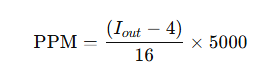 PPM = (I_out − 4) / 16 × 5000